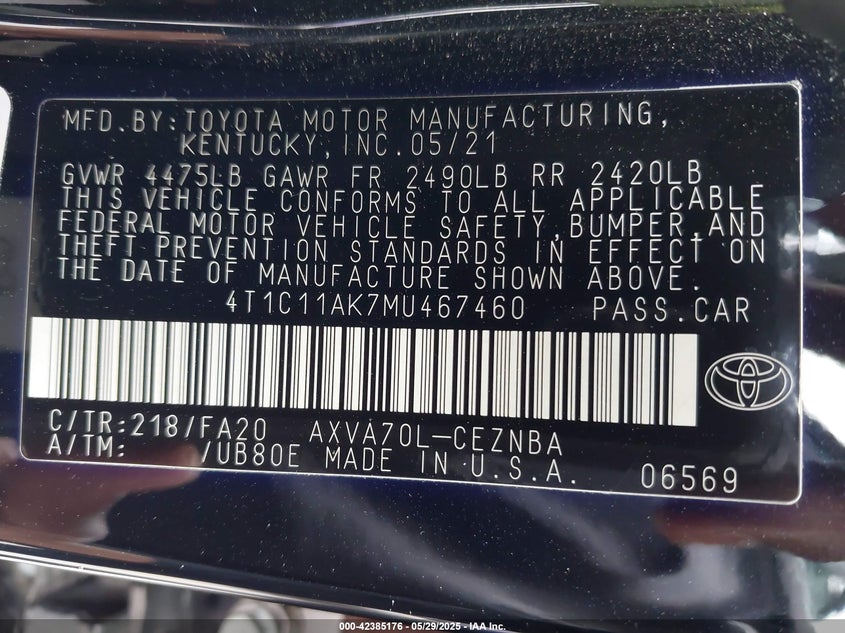 MFD.BY:TOYOTA MOTOR MANUFACTURING,
KENTUCKY,INC.05/21
GVWR 4475LB GAWR FR 2490LB RR 2420LB
THIS VEHICLE CONFORMS TO ALL APPLICABLE
FEDERAL MOTOR VEHICLE SAFETY,BUMPER,AND
THEFT PREVENTION STANDARDS IN EFFECT ON
THE DATE OF MANUFACTURE SHOWN ABOVE.
4T1C11AK7MU467460 PASS.CAR
C/TR:218/FA20 AXVA70L-CEZNBA
A/TM: /UB80E MADE IN U.S.A. 06569
000-42385176 - 05/29/2025 - IAA Inc.